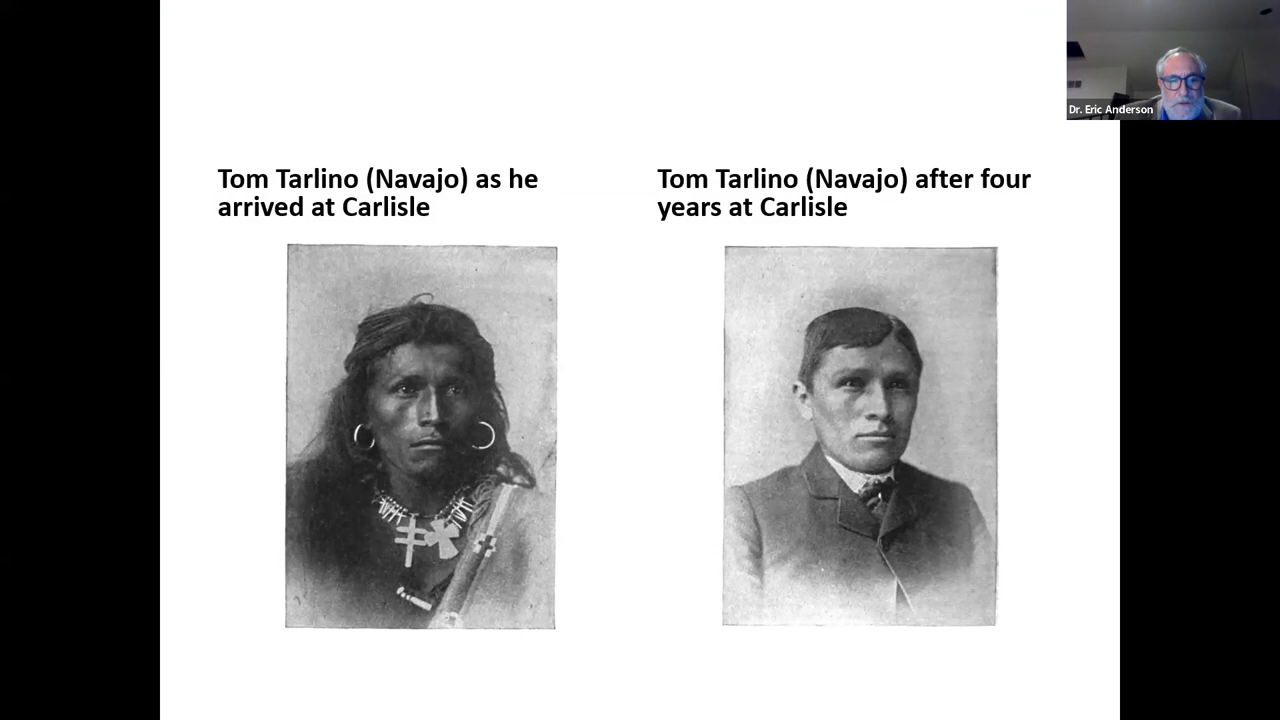 Dr. Eric Anderson
Tom Tarlino (Navajo) as he
arrived at Carlisle
Tom Tarlino (Navajo) after four
years at Carlisle